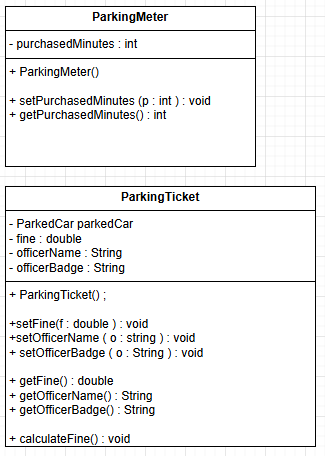 ParkingMeter
- purchasedMinutes : int
+ ParkingMeter()
+ setPurchasedMinutes (p : int ) : void
+ getPurchasedMinutes() : int
ParkingTicket
- ParkedCar parkedCar
- fine : double
- officerName : String
- officerBadge : String
+ ParkingTicket() ;
+setFine(f : double ) : void
+setOfficerName ( o : string ) : void
+ setOfficerBadge ( o : String ) : void
+ getFine() : double
+ getOfficerName() : String
+ getOfficerBadge() : String
+ calculateFine() : void